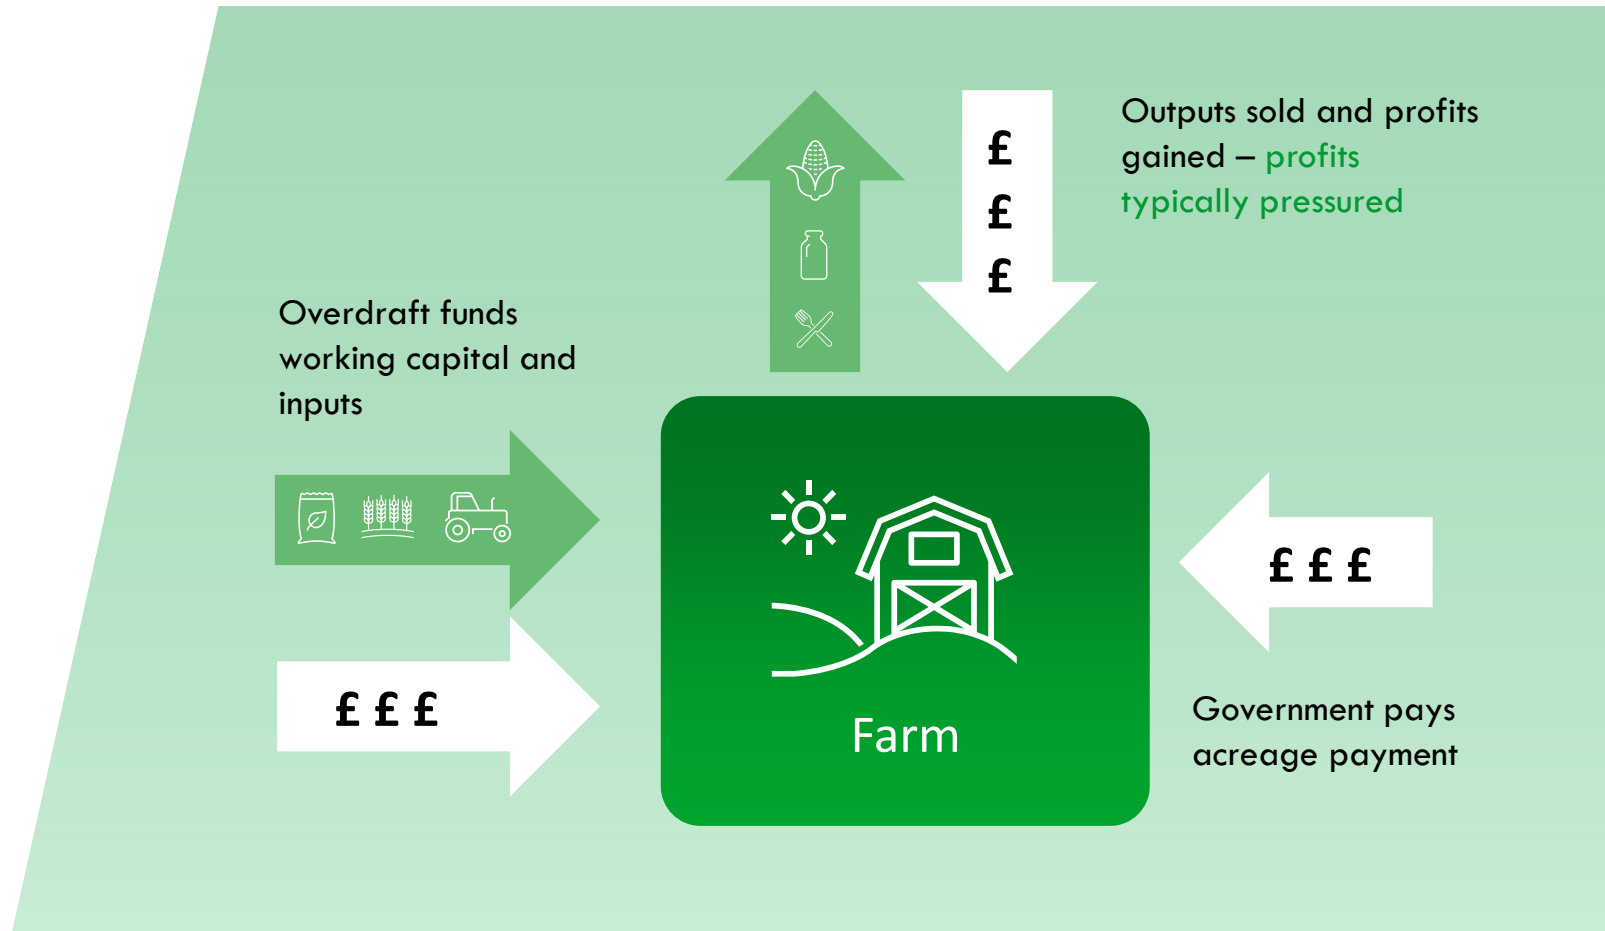 £
£
£
Outputs sold and profits
gained – profits
typically pressured
Overdraft funds
working capital and
inputs
£ £ £
£ £ £
Farm
Government pays
acreage payment